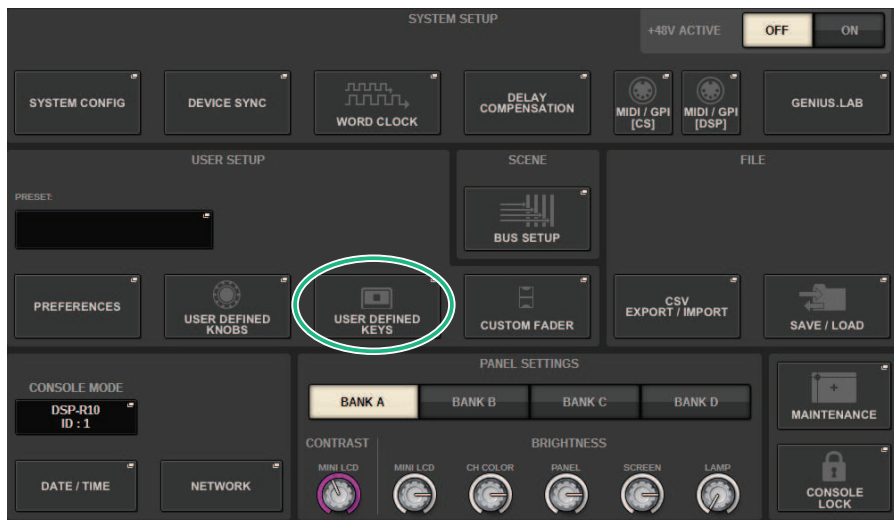 SYSTEM SETUP
+48V ACTIVE
OFF
ON
SYSTEM CONFIG
DEVICE SYNC
WORD CLOCK
DELAY
COMPENSATION
MIDI / GPI
[CS]
MIDI / GPI
[DSP]
GENIUS.LAB
USER SETUP
PRESET:
SCENE
BUS SETUP
FILE
PREFERENCES
USER DEFINED
KNOBS
USER DEFINED
KEYS
CUSTOM FADER
CSV
EXPORT / IMPORT
SAVE / LOAD
CONSOLE MODE
DSP-R10
ID : 1
DATE / TIME
NETWORK
PANEL SETTINGS
BANK A
BANK B
BANK C
BANK D
CONTRAST
BRIGHTNESS
MINI LCD
MINI LCD
CH COLOR
PANEL
SCREEN
LAMP
MAINTENANCE
CONSOLE
LOCK